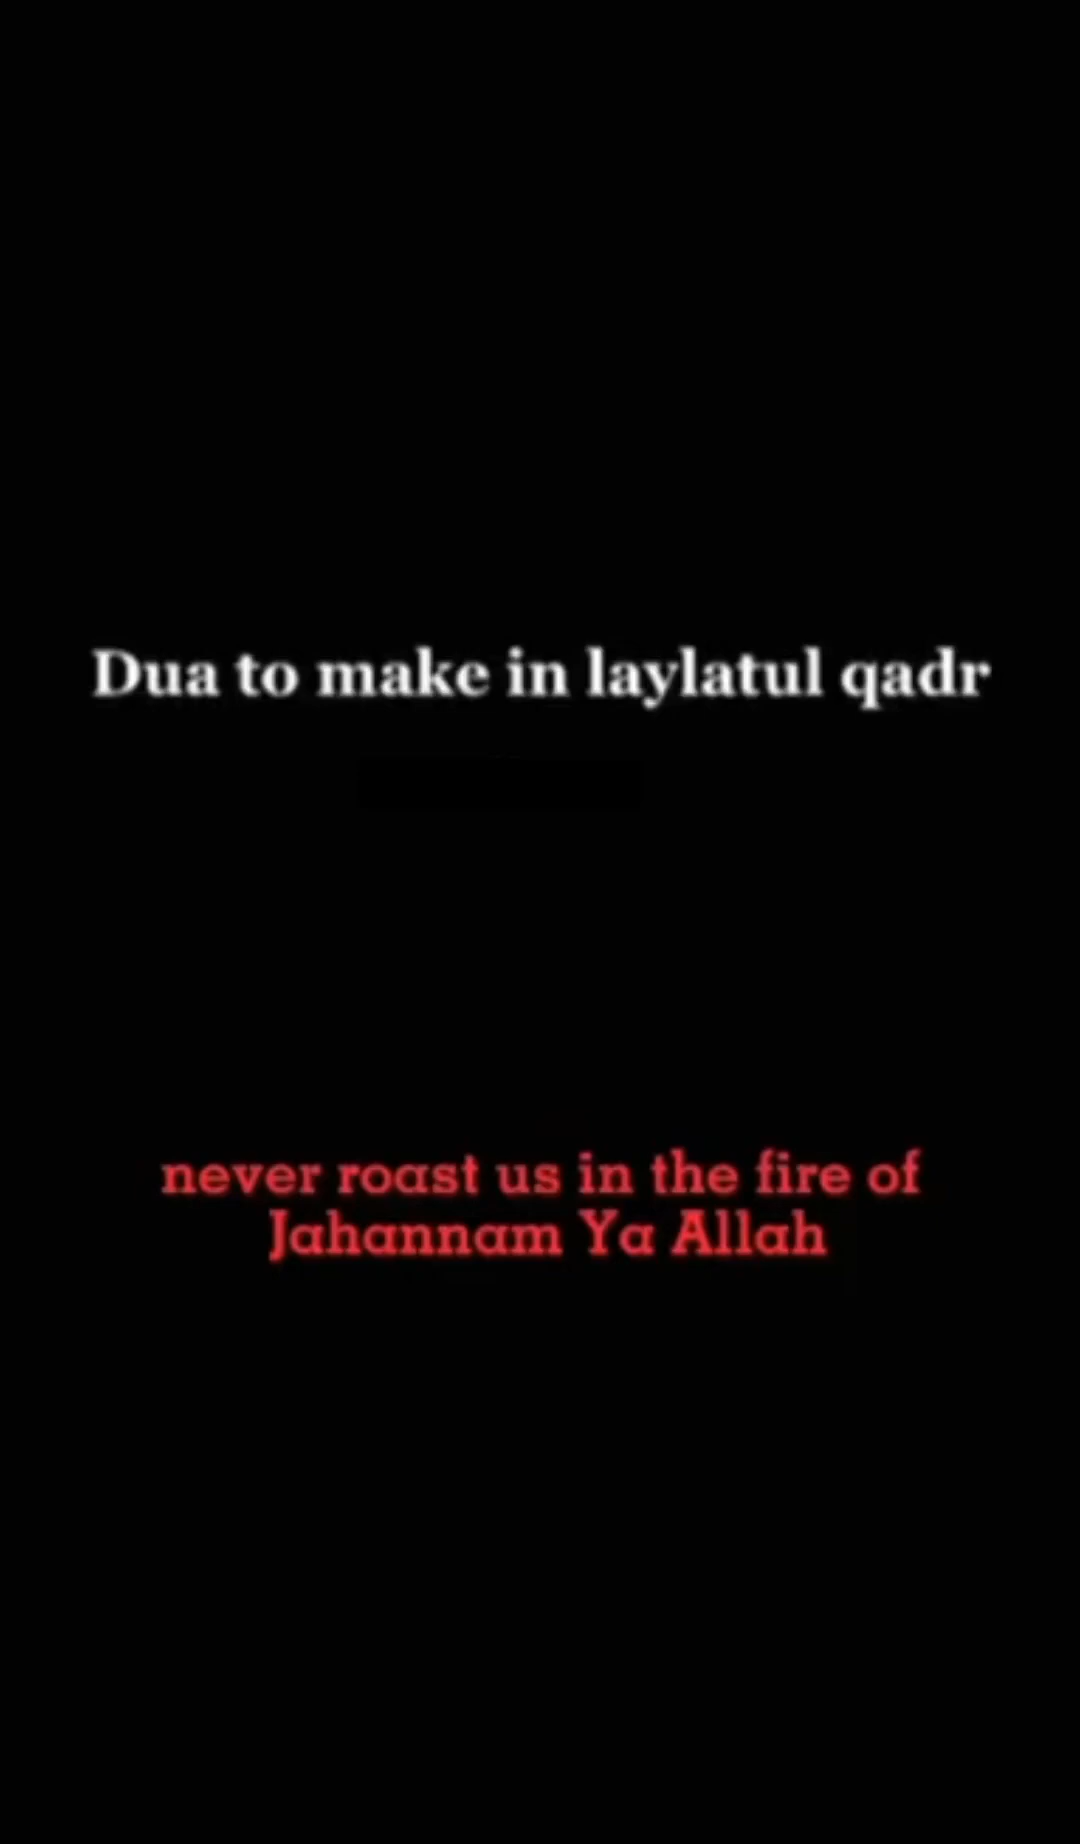 Dua to make in laylatul qadr
never roast us in the fire of
Jahannam Ya Allah